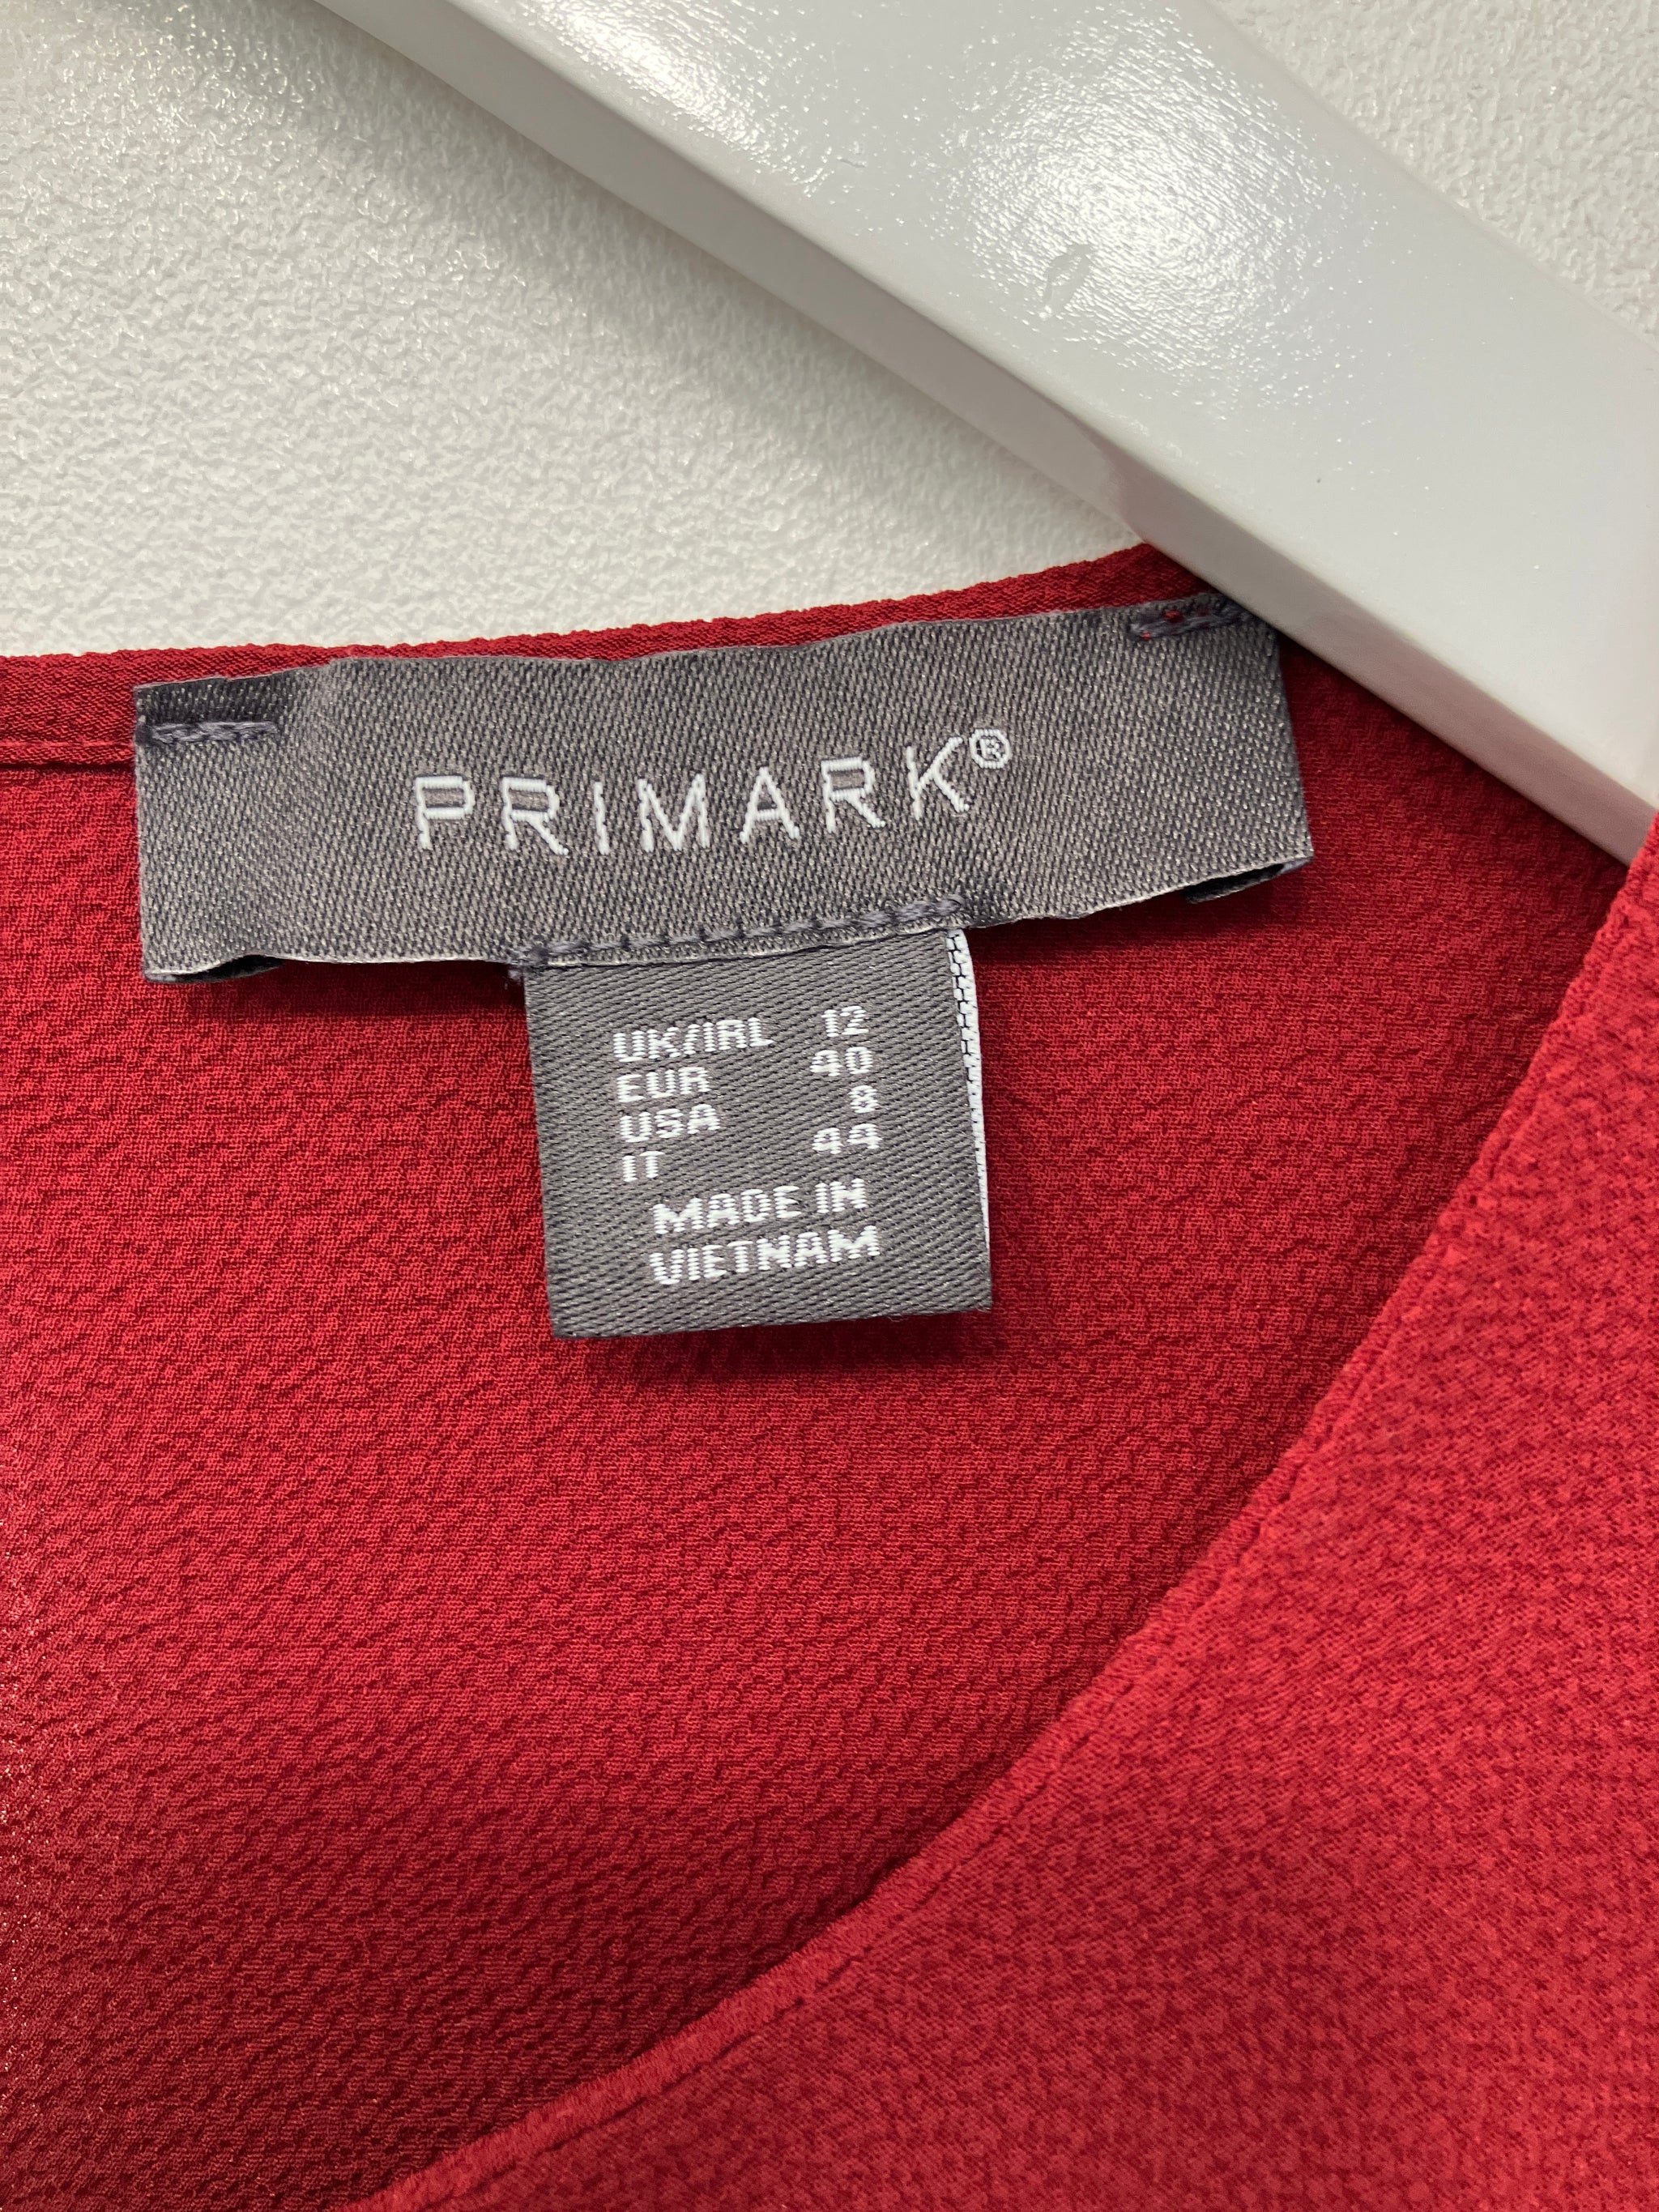 PRIMARK®
UK/IRL 12
EUR 40
USA 8
IT 44
MADE IN
VIETNAM